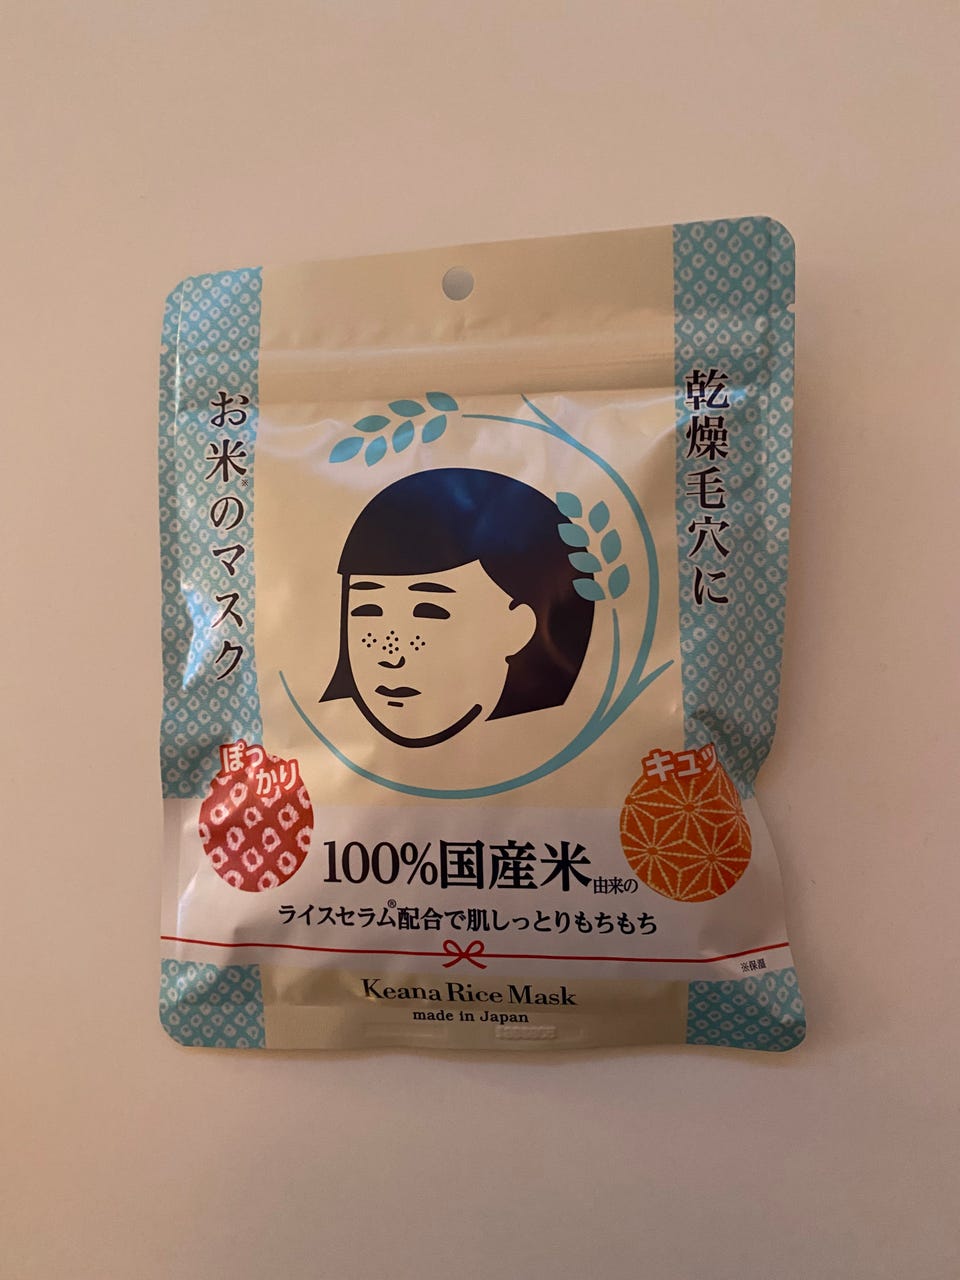 乾燥毛穴に
お米※のマスク
ぽっかり
キュッ
100%国産米由来の
ライスセラム®配合で肌しっとりもちもち
※保湿
Keana Rice Mask
made in Japan